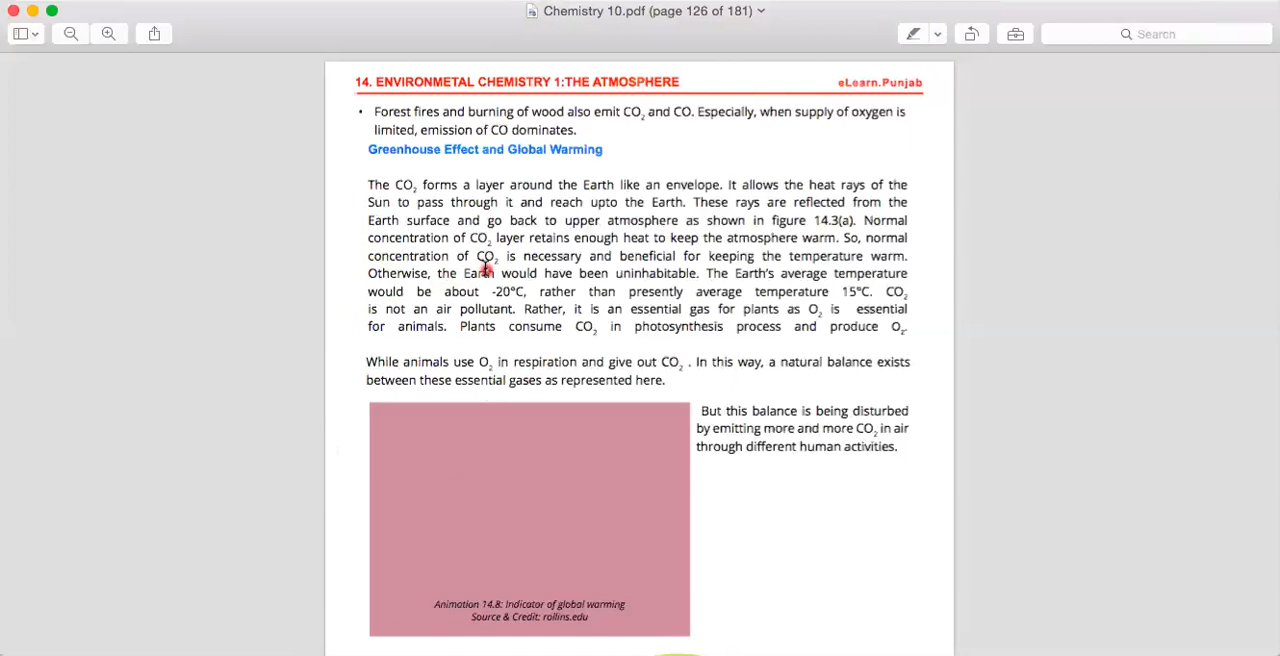 Chemistry 10.pdf (page 126 of 181)
Search
14. ENVIRONMETAL CHEMISTRY 1:THE ATMOSPHERE eLearn.Punjab
• Forest fires and burning of wood also emit CO₂ and CO. Especially, when supply of oxygen is
limited, emission of CO dominates.
Greenhouse Effect and Global Warming
The CO₂ forms a layer around the Earth like an envelope. It allows the heat rays of the
Sun to pass through it and reach upto the Earth. These rays are reflected from the
Earth surface and go back to upper atmosphere as shown in figure 14.3(a). Normal
concentration of CO₂ layer retains enough heat to keep the atmosphere warm. So, normal
concentration of CO₂ is necessary and beneficial for keeping the temperature warm.
Otherwise, the Earth would have been uninhabitable. The Earth's average temperature
would be about -20°C, rather than presently average temperature 15°C. CO₂
is not an air pollutant. Rather, it is an essential gas for plants as O₂ is essential
for animals. Plants consume CO₂ in photosynthesis process and produce O₂.
While animals use O₂ in respiration and give out CO₂ . In this way, a natural balance exists
between these essential gases as represented here.
But this balance is being disturbed
by emitting more and more CO₂ in air
through different human activities.
Animation 14.8: Indicator of global warming
Source & Credit: rollins.edu